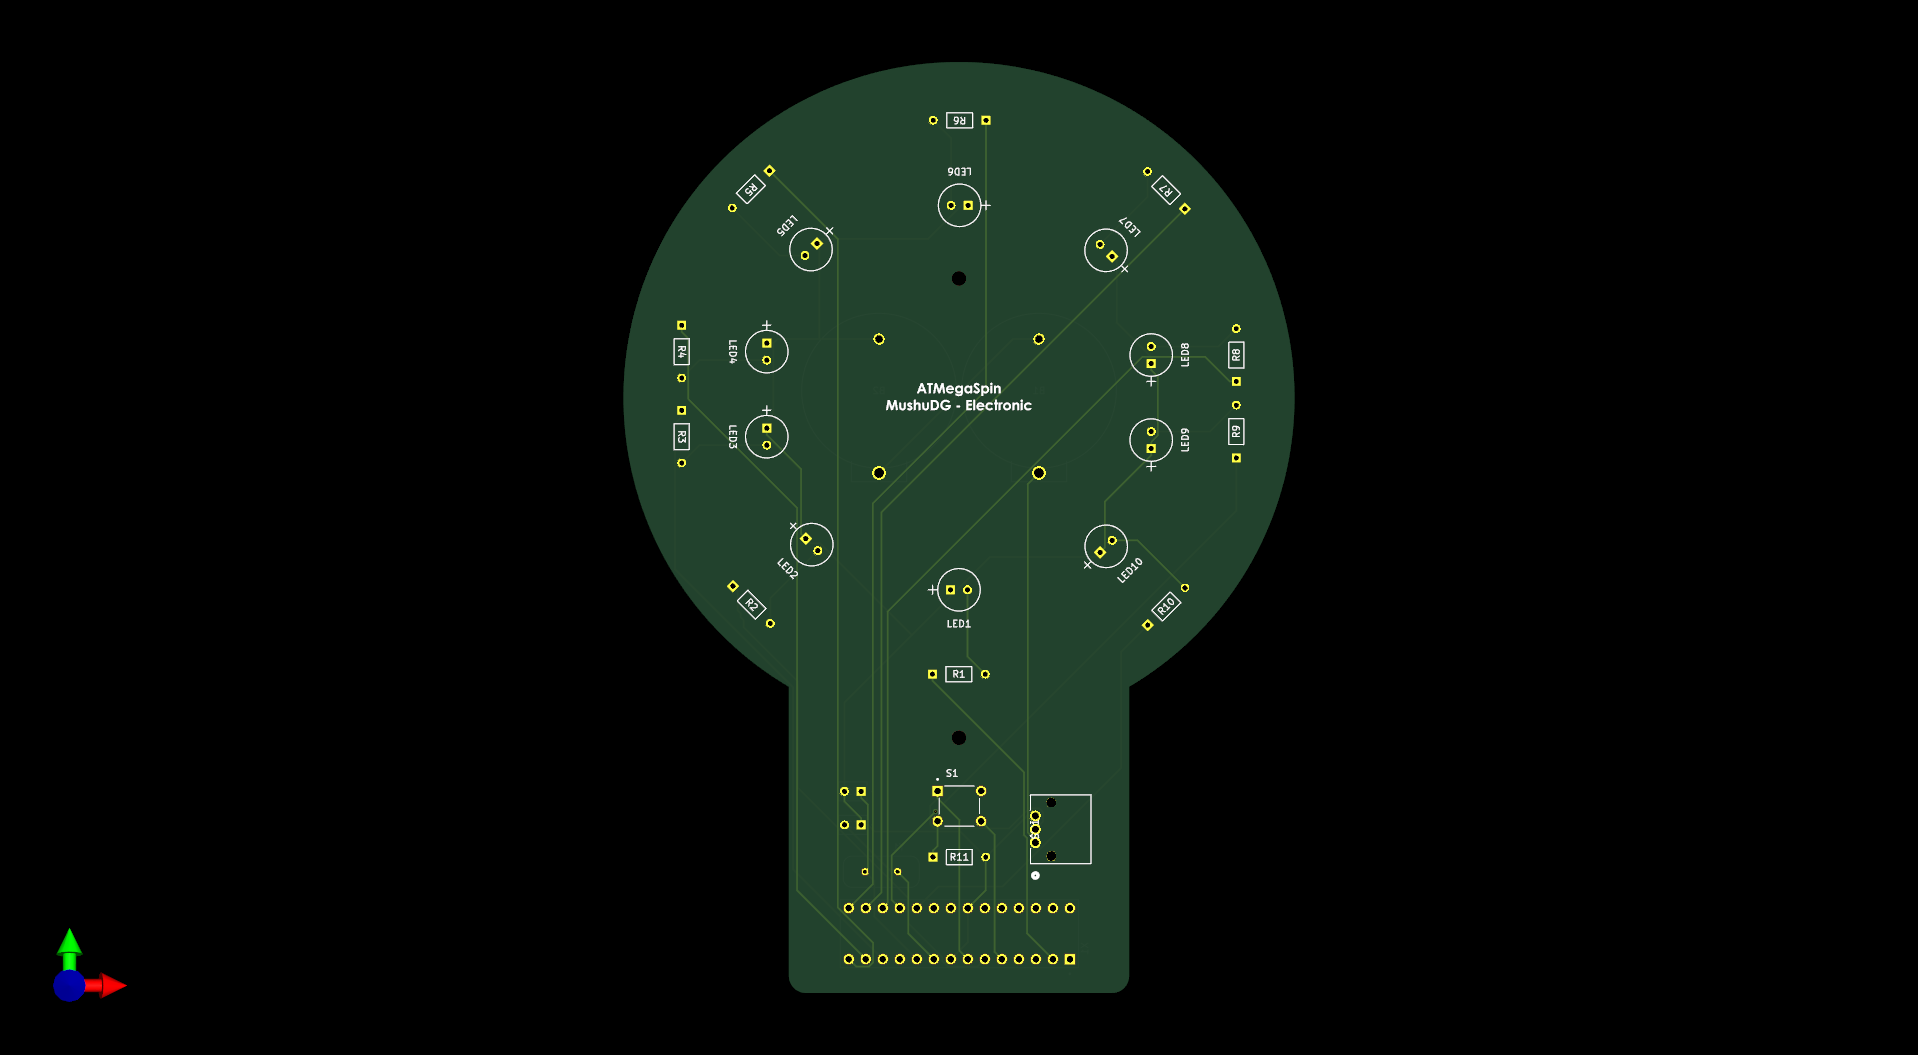 R6
LED6
R5
R7
LED5
LED7
R4
LED4
LED8
R8
ATMegaSpin
MushuDG - Electronic
R3
LED3
LED9
R9
LED2
LED10
R2
R10
LED1
R1
S1
R11